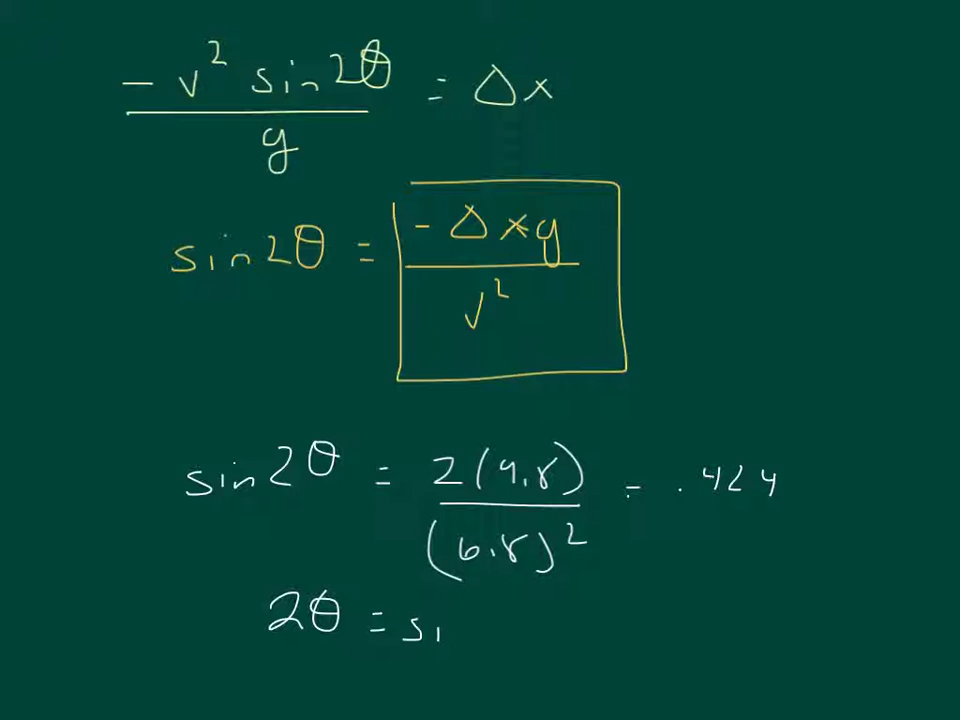 - v² sin2θ / g = Δx
sin2θ = - Δxg / v²
sin2θ = 2(9.8) / (6.8)² = .424
2θ = si